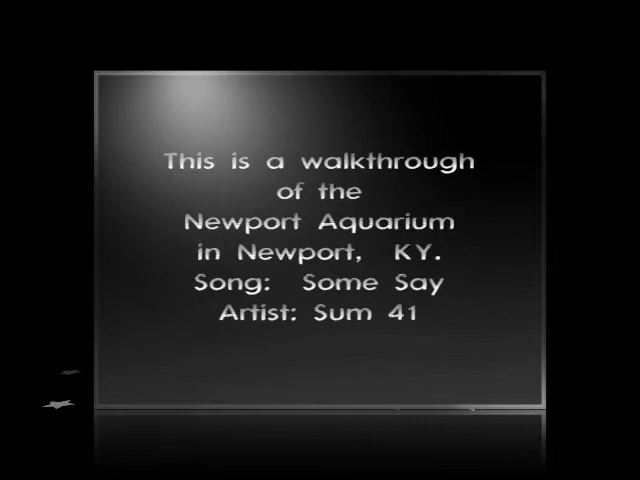 This is a walkthrough
of the
Newport Aquarium
in Newport, KY.
Song: Some Say
Artist: Sum 41